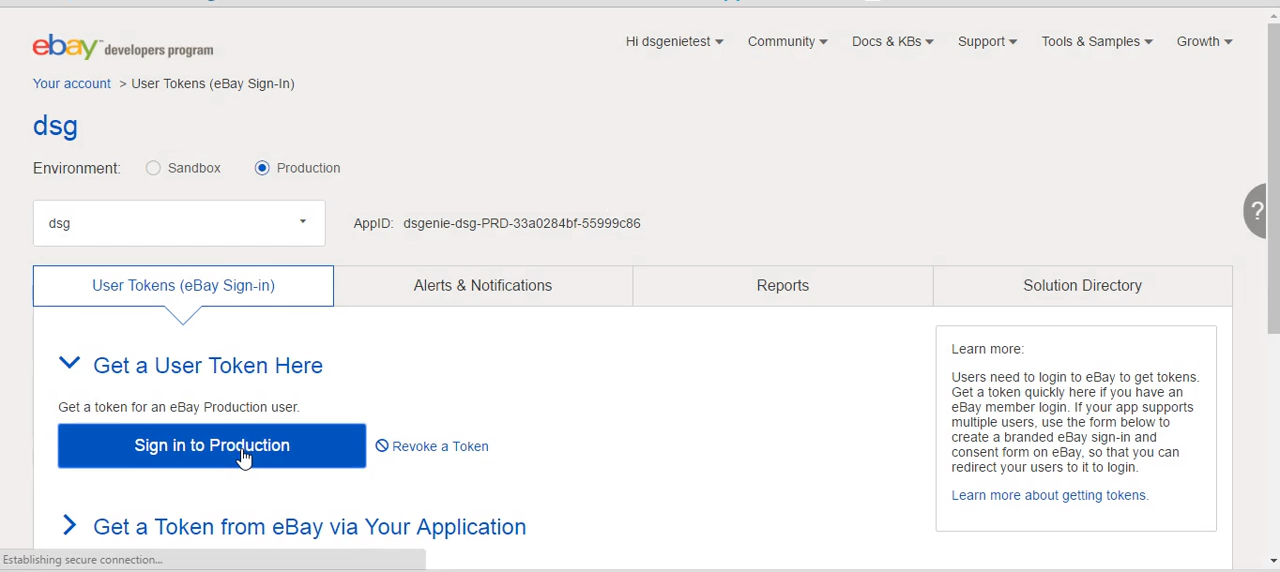 ebay developers program
Hi dsgenietest Community Docs & KBs Support Tools & Samples Growth
Your account > User Tokens (eBay Sign-In)
dsg
Environment: Sandbox Production
dsg AppID: dsgenie-dsg-PRD-33a0284bf-55999c86
?
User Tokens (eBay Sign-in) Alerts & Notifications Reports Solution Directory
Get a User Token Here
Get a token for an eBay Production user.
Sign in to Production Revoke a Token
Get a Token from eBay via Your Application
Learn more:
Users need to login to eBay to get tokens.
Get a token quickly here if you have an
eBay member login. If your app supports
multiple users, use the form below to
create a branded eBay sign-in and
consent form on eBay, so that you can
redirect your users to it to login.
Learn more about getting tokens.
Establishing secure connection...